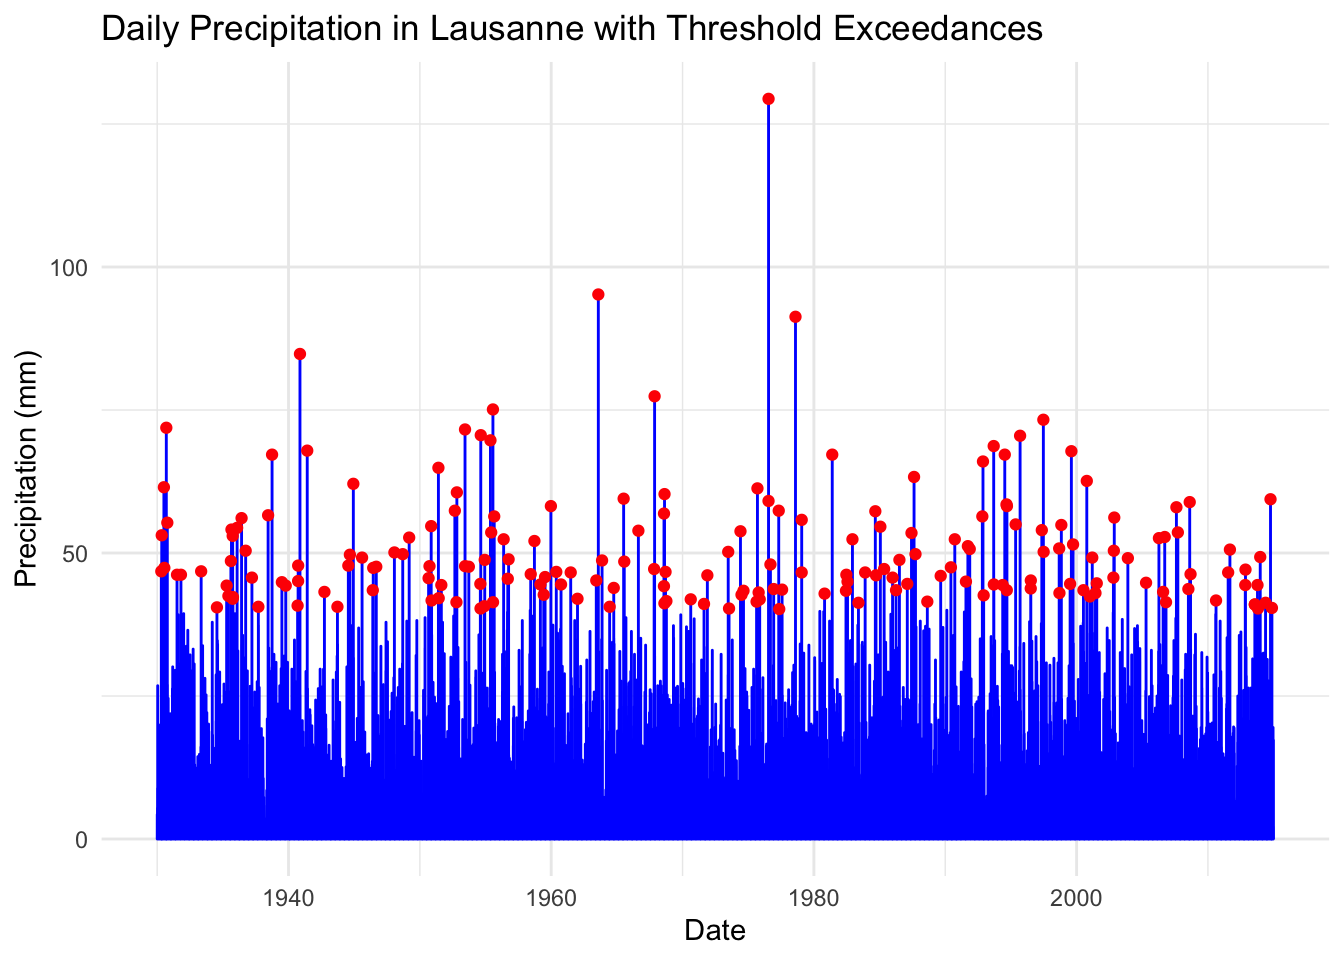 Daily Precipitation in Lausanne with Threshold Exceedances
Precipitation (mm)
100
50
0
1940 1960 1980 2000
Date